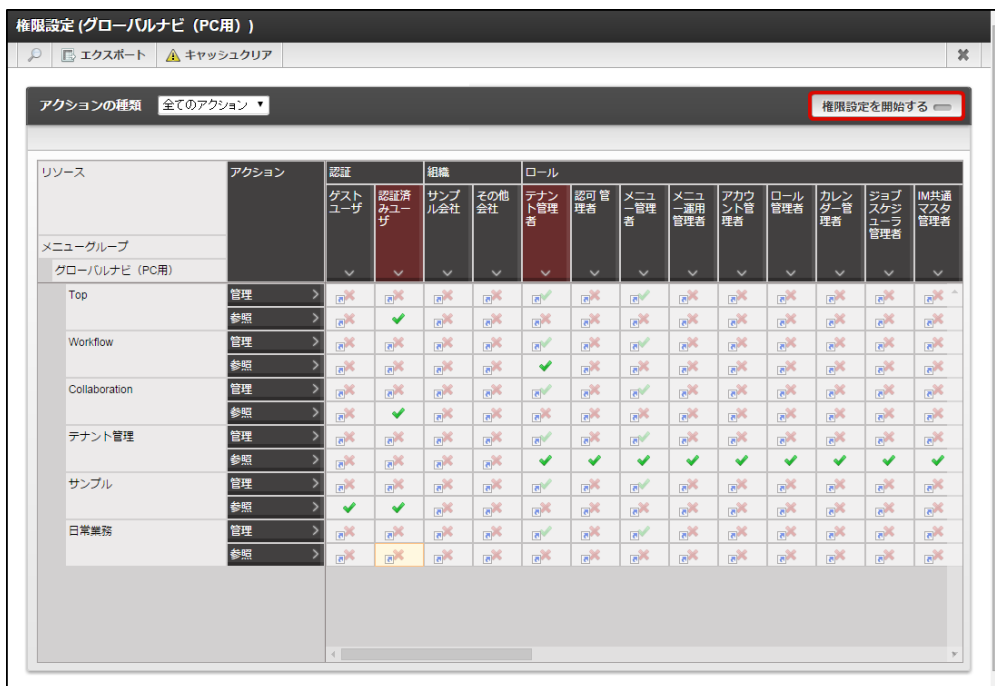 権限設定 (グローバルナビ（PC用）)
エクスポート キャッシュクリア
アクションの種類 全てのアクション 権限設定を開始する
リソース アクション 認証 組織 ロール
ゲストユーザ 認証済みユーザ サンプル会社 その他会社 テナント管理者 認可 管理者 メニュー管理者 メニュー運用管理者 アカウント管理者 ロール管理者 カレンダー管理者 ジョブスケジューラ管理者 IM共通マスタ管理者
メニューグループ
グローバルナビ（PC用）
Top 管理
参照
Workflow 管理
参照
Collaboration 管理
参照
テナント管理 管理
参照
サンプル 管理
参照
日常業務 管理
参照